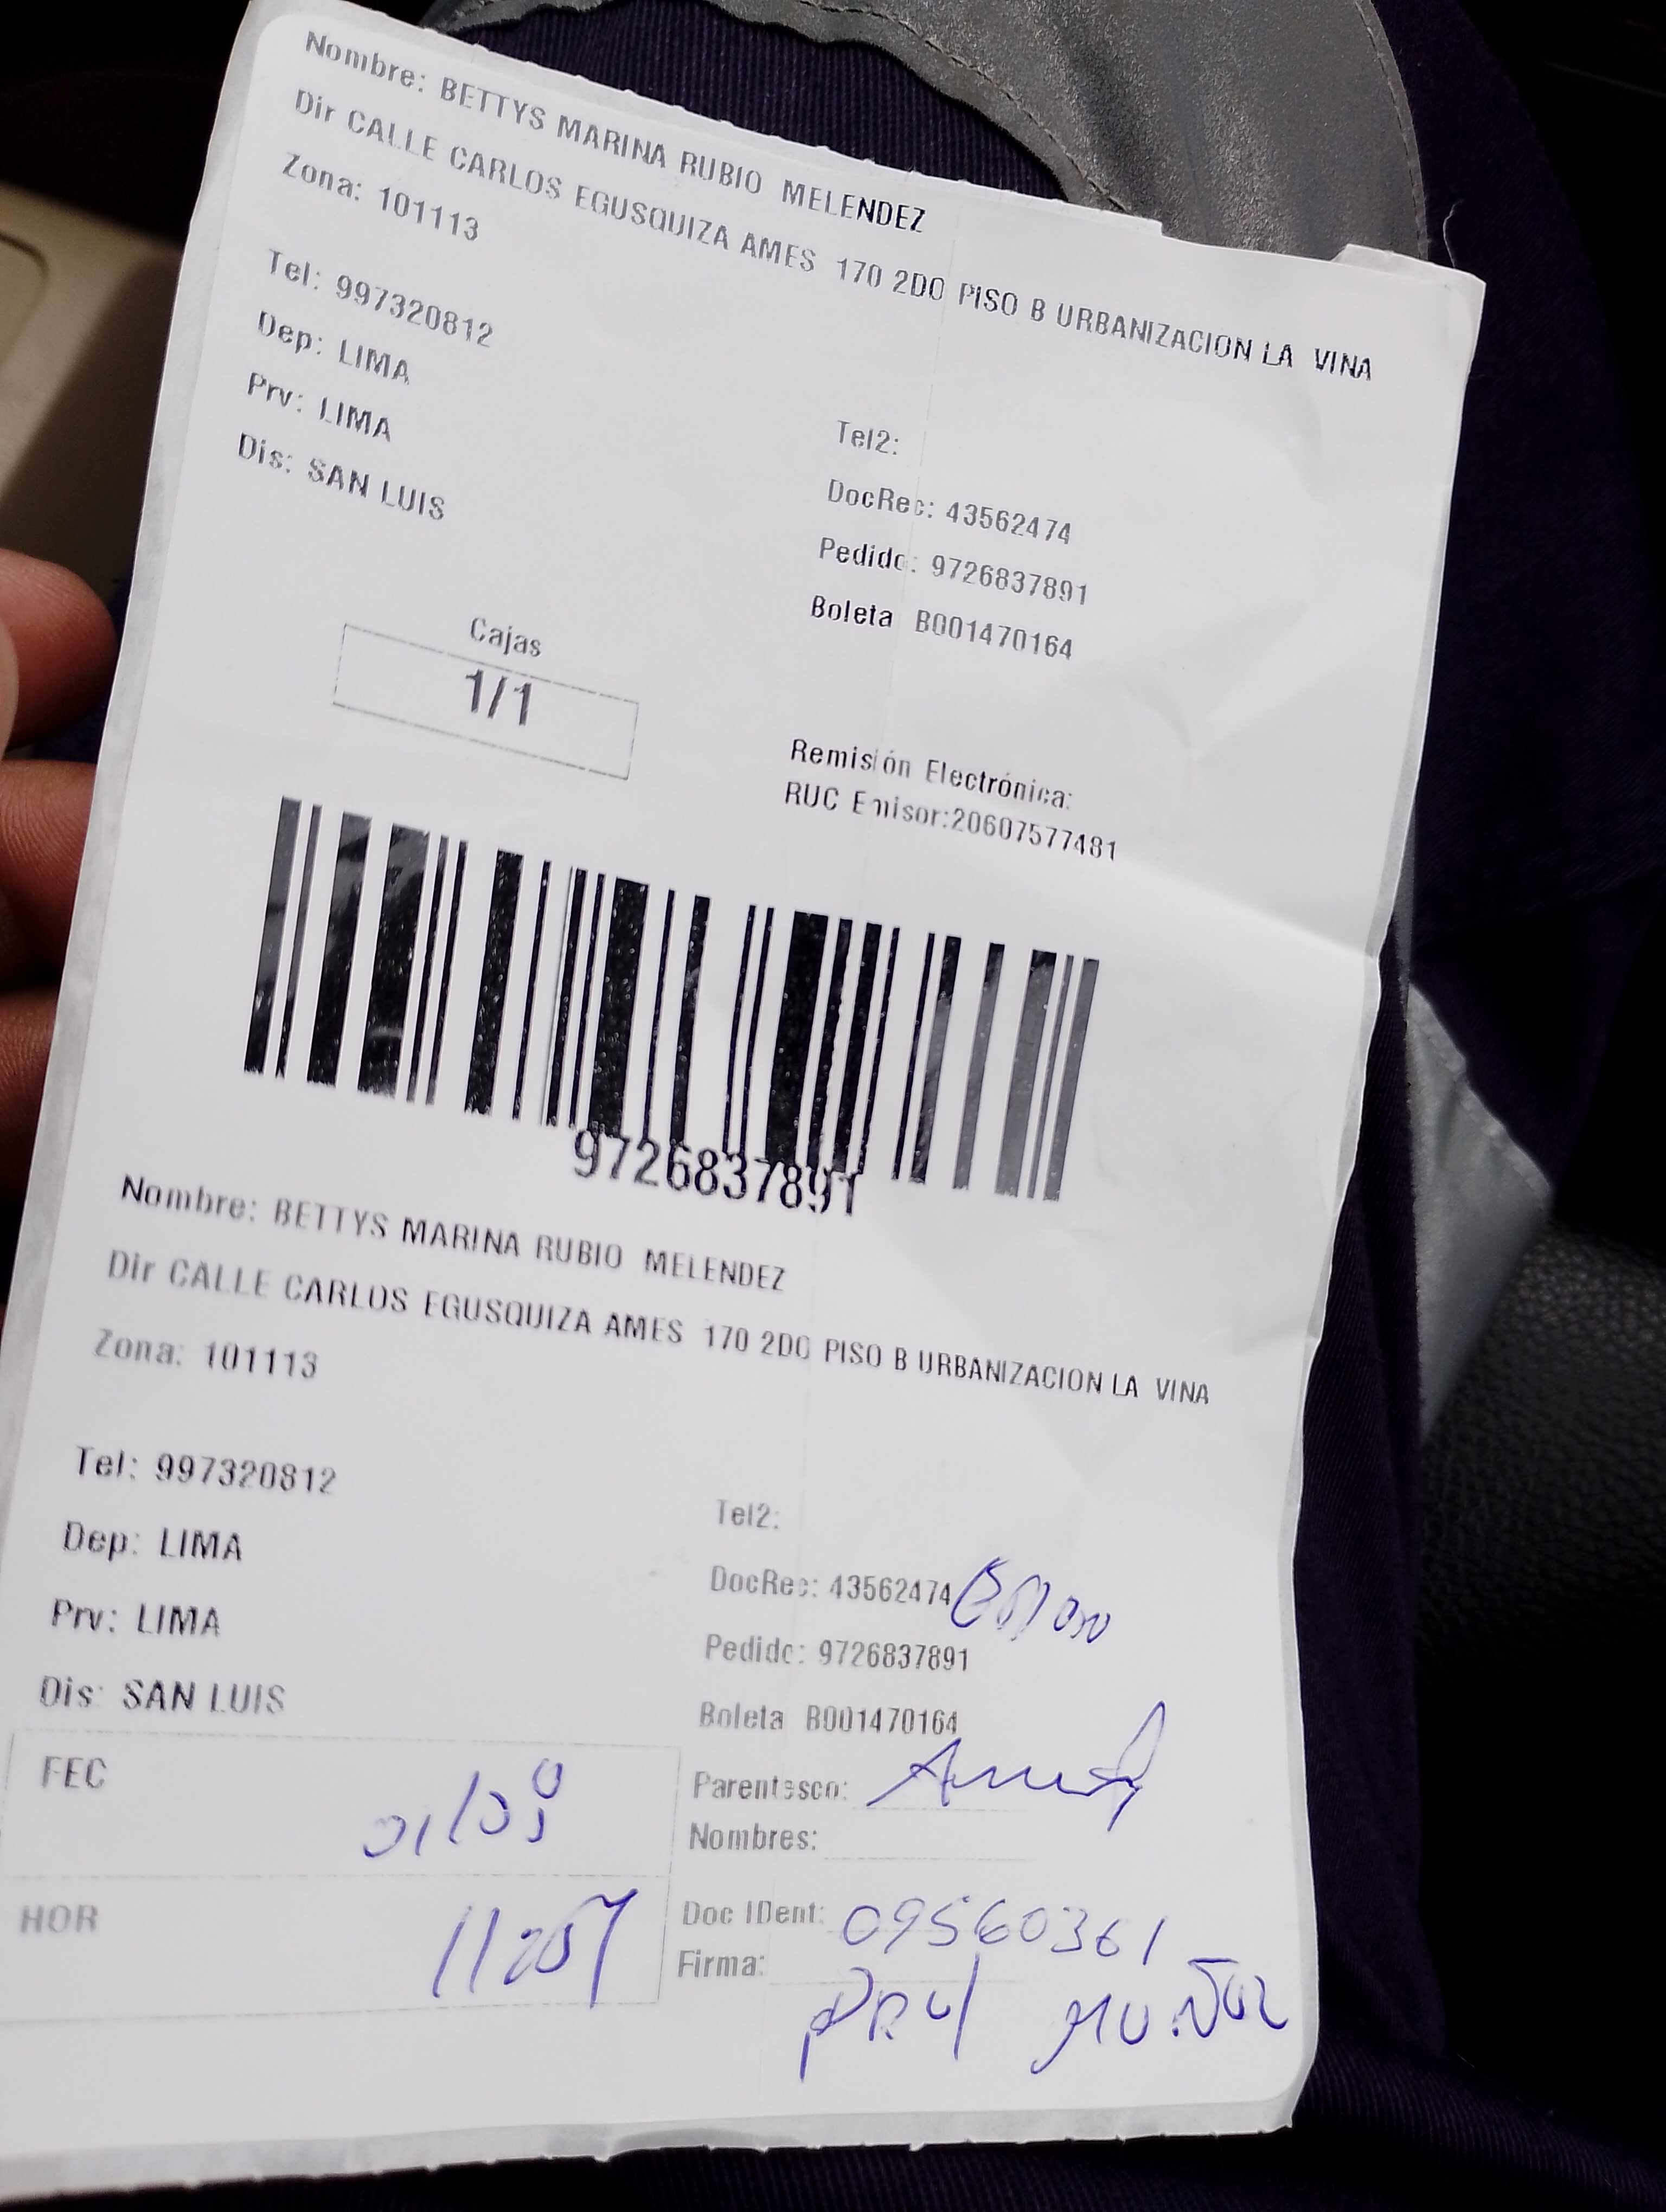 Nombre: BETTYS MARINA RUBIO MELENDEZ
Dir CALLE CARLOS EGUSQUIZA AMES 170 2DO PISO B URBANIZACION LA VINA
Zona: 101113
Tel: 997320812
Dep: LIMA
Prv: LIMA
Dis: SAN LUIS
Tel2:
DocRec: 43562474
Pedido: 9726837891
Boleta B001470164
Cajas
1/1
Remisión Electrónica:
RUC Emisor:20607577481
9726837891
Nombre: BETTYS MARINA RUBIO MELENDEZ
Dir CALLE CARLOS EGUSQUIZA AMES 170 2DO PISO B URBANIZACION LA VINA
Zona: 101113
Tel: 997320812
Dep: LIMA
Prv: LIMA
Dis: SAN LUIS
Tel2:
DocRec: 43562474
Pedido: 9726837891
Boleta B001470164
FEC
HOR
Parentesco:
Nombres:
Doc IDent: 09560361
Firma:
Paul Muñoz